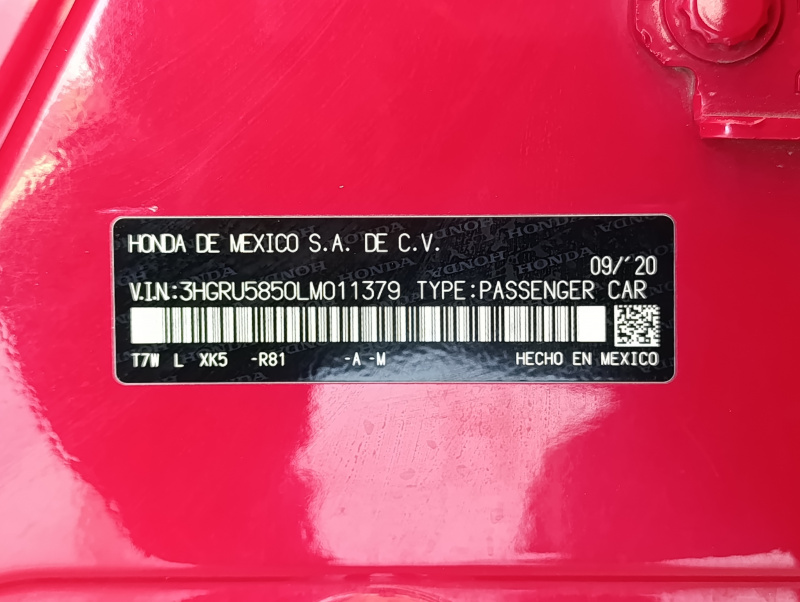 HONDA DE MEXICO S.A. DE C.V.
09/´20
V.I.N.:3HGRU5850LM011379 TYPE:PASSENGER CAR
T7W L XK5 -R81 -A -M HECHO EN MEXICO